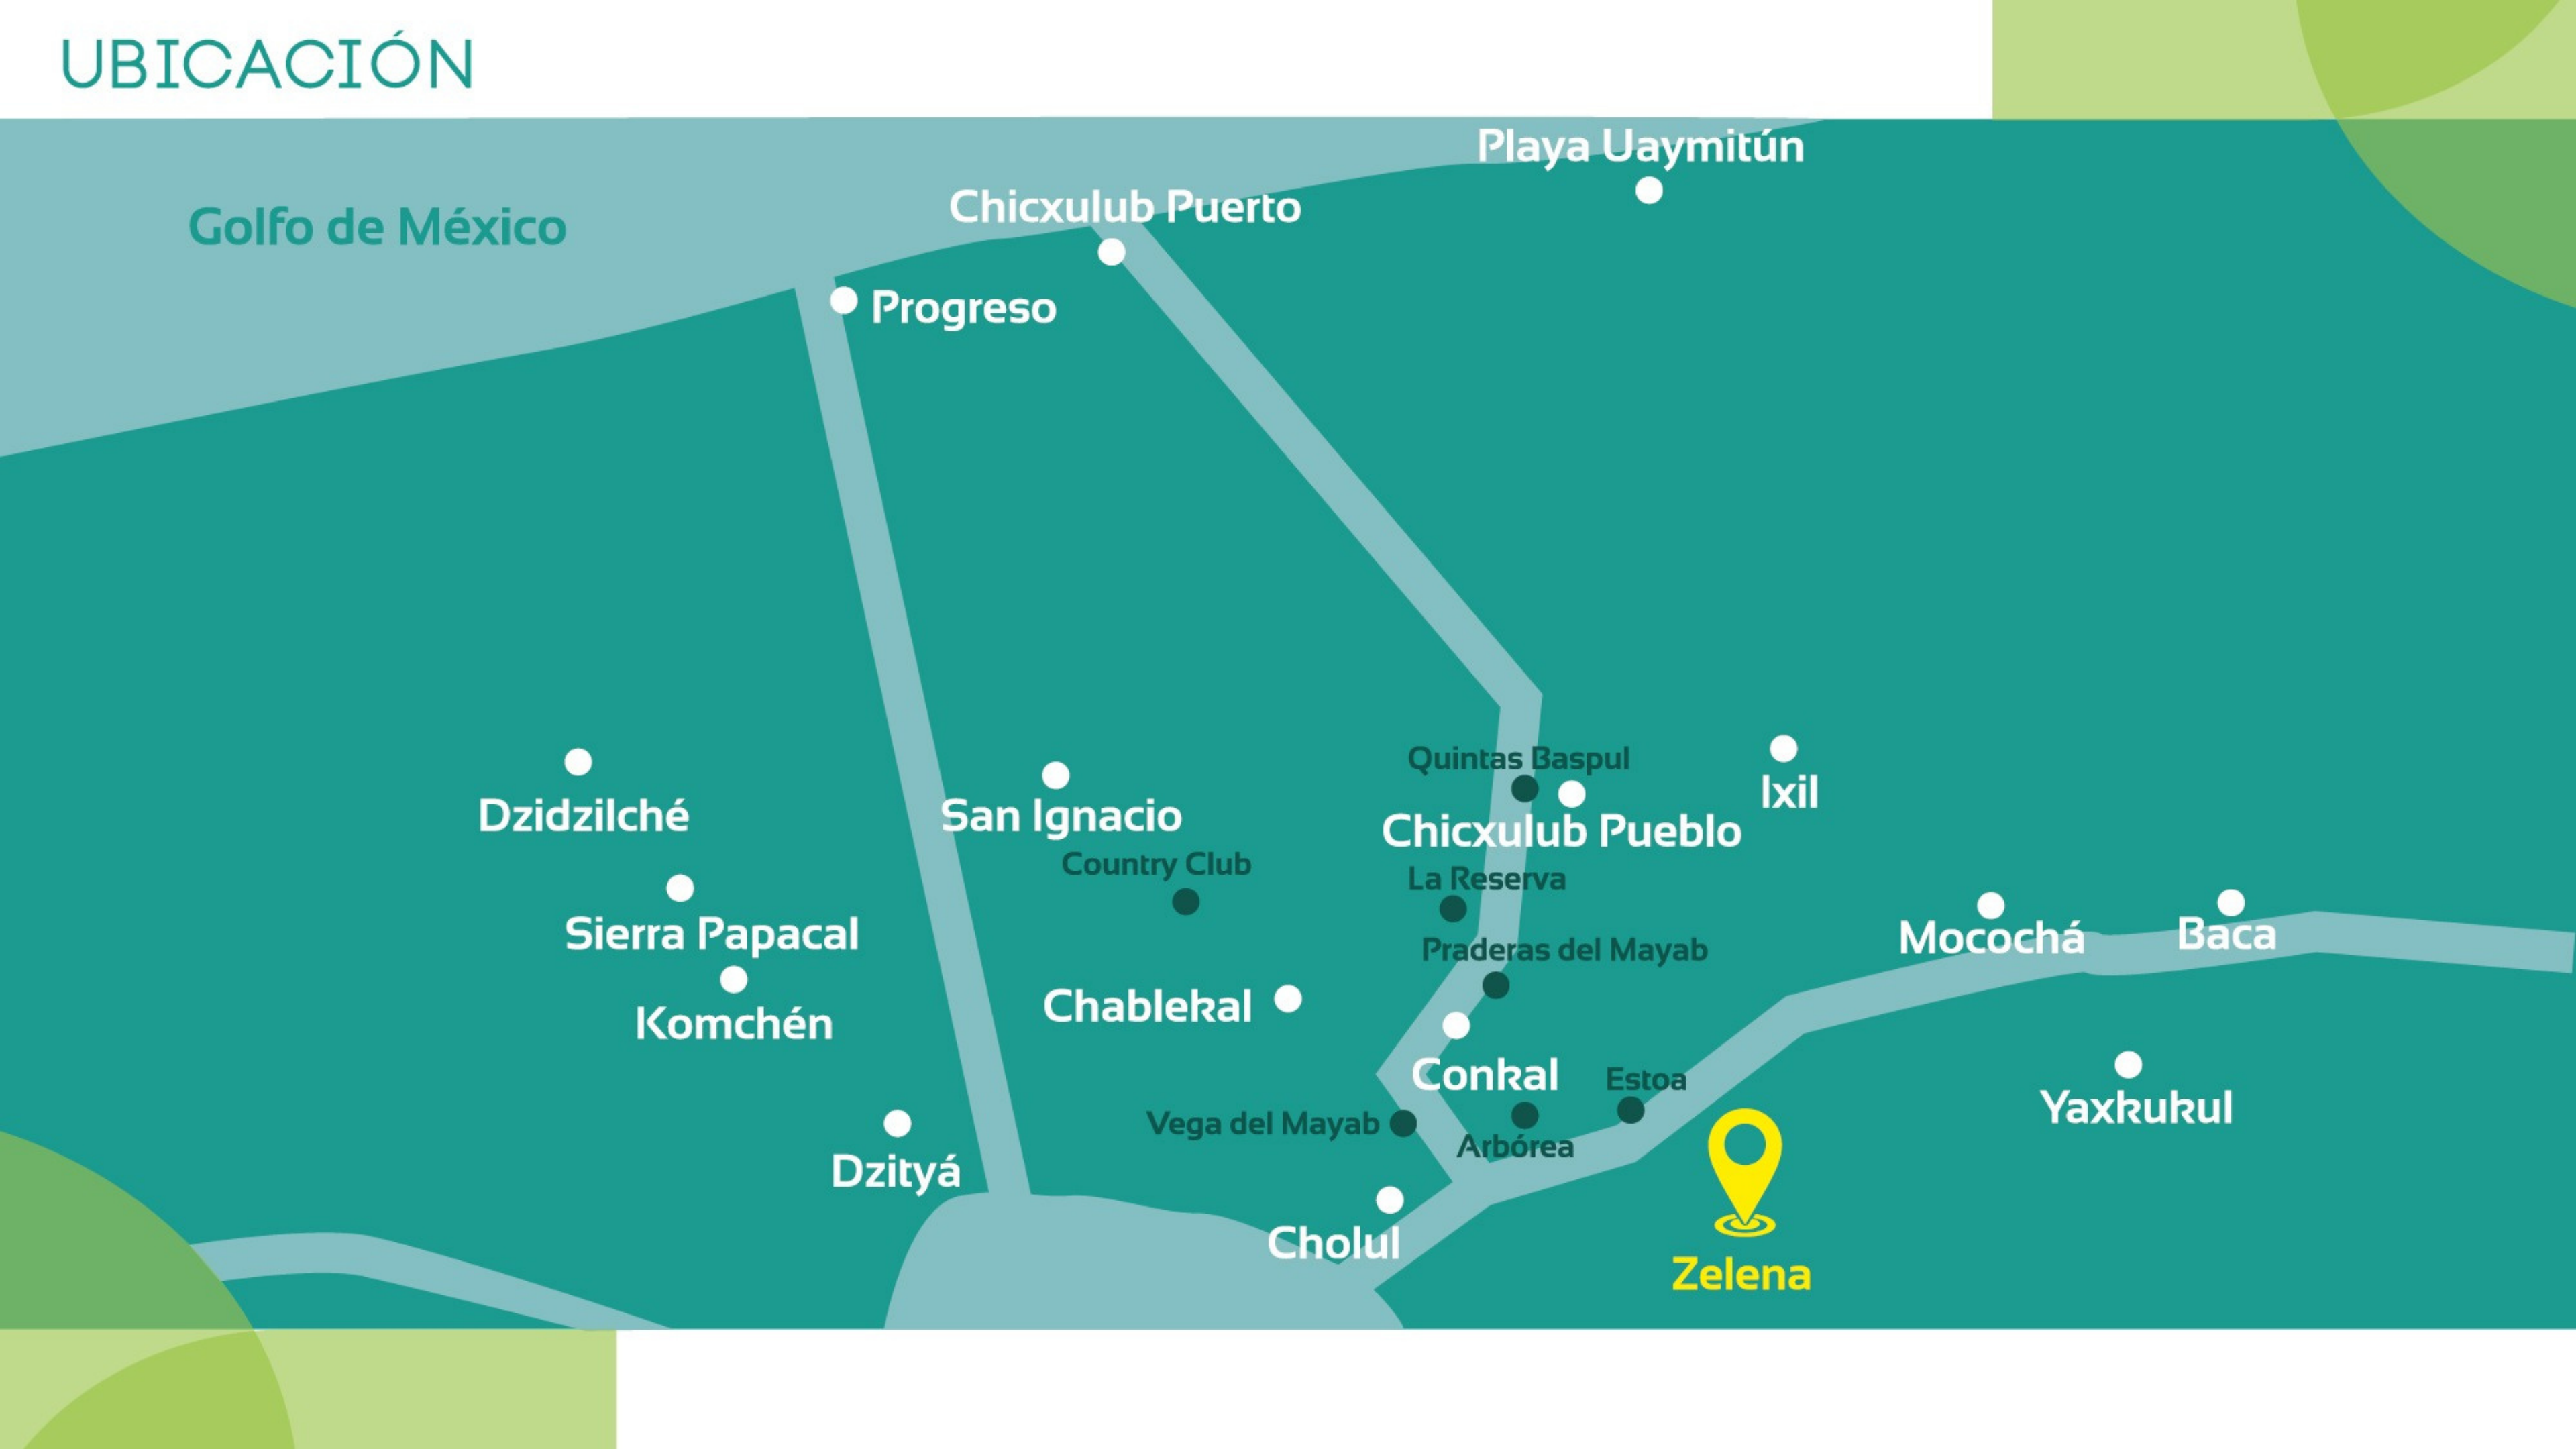 UBICACIÓN
Playa Uaymitún
Chicxulub Puerto
Golfo de México
Progreso
Quintas Baspul
Ixil
Dzidzilché
San Ignacio
Chicxulub Pueblo
Country Club
La Reserva
Sierra Papacal
Mocochá
Baca
Praderas del Mayab
Chablekal
Komchén
Conkal
Estoa
Yaxkukul
Vega del Mayab
Arbórea
Dzityá
Cholul
Zelena